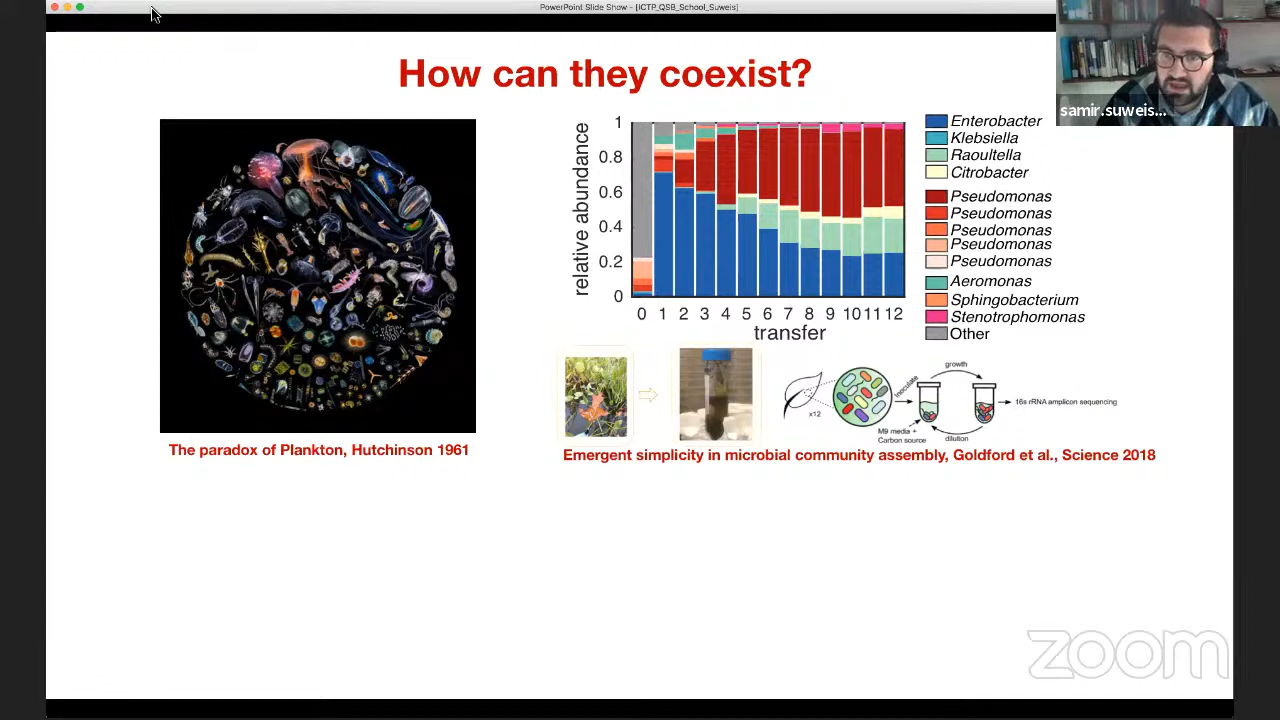 PowerPoint Slide Show - [ICTP_QSB_School_Suweis]
samir.suweis...
How can they coexist?
The paradox of Plankton, Hutchinson 1961
relative abundance
1
0.8
0.6
0.4
0.2
0
0 1 2 3 4 5 6 7 8 9 10 11 12
transfer
Enterobacter
Klebsiella
Raoultella
Citrobacter
Pseudomonas
Pseudomonas
Pseudomonas
Pseudomonas
Pseudomonas
Aeromonas
Sphingobacterium
Stenotrophomonas
Other
x12
Inoculate
growth
M9 media +
Carbon source
dilution
16s rRNA amplicon sequencing
Emergent simplicity in microbial community assembly, Goldford et al., Science 2018
zoom